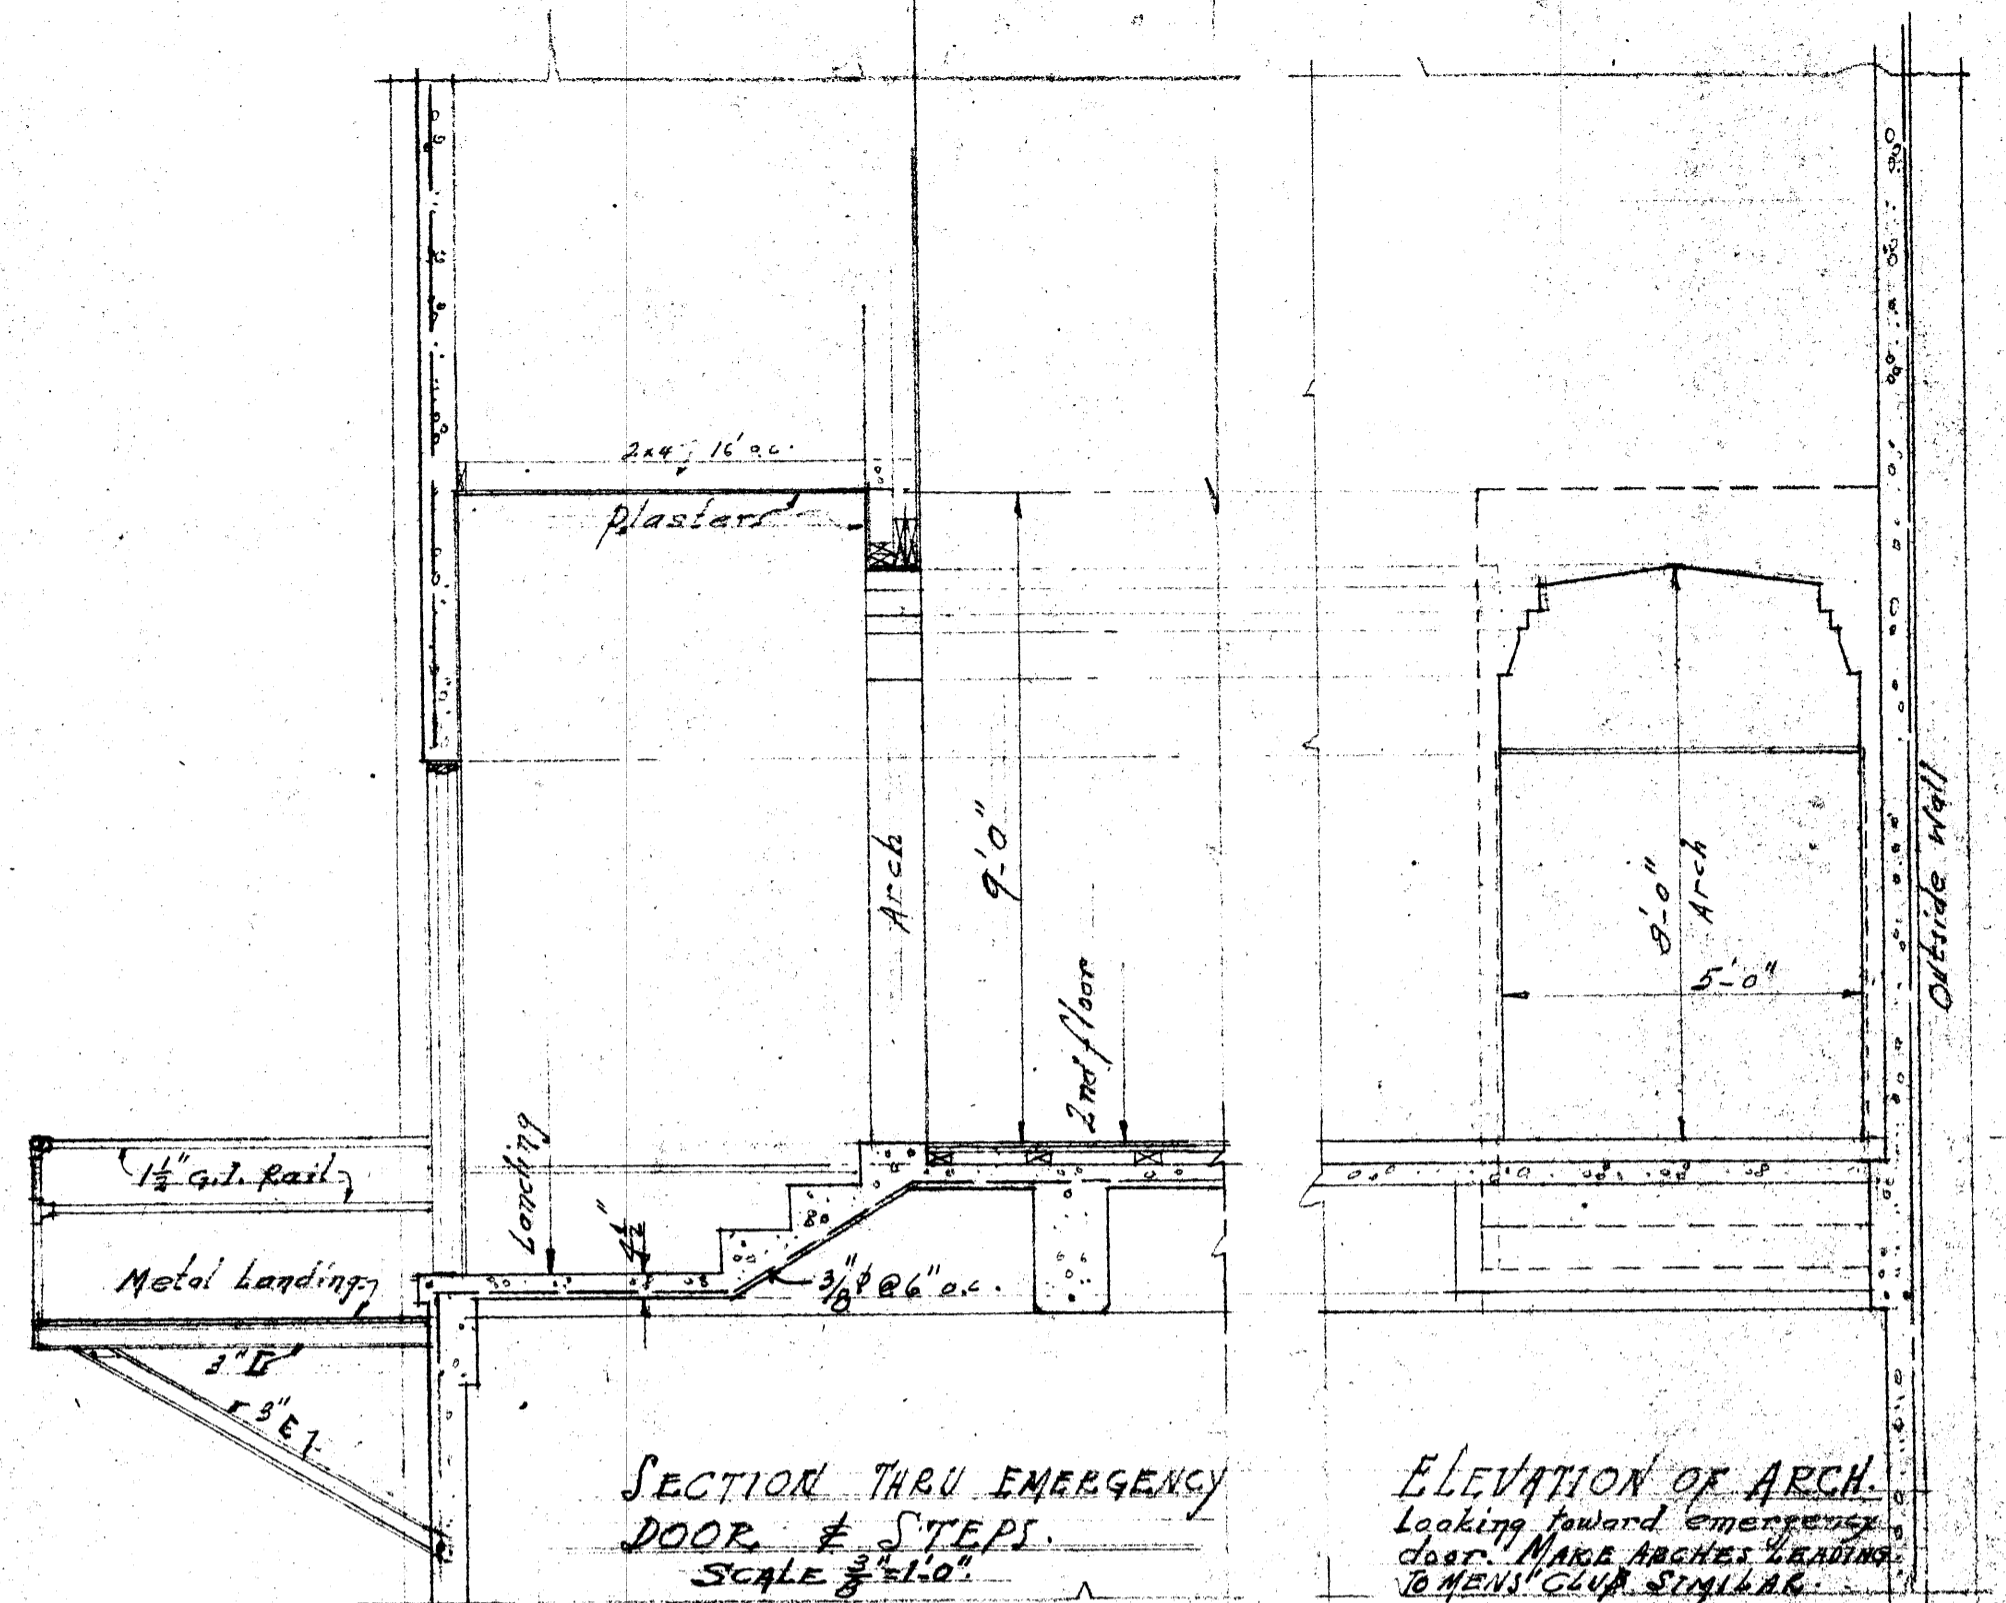 2x4 , 16' o.c.
Plaster
Arch
9'-0"
2nd floor
Landing
4½"
3/8" ϕ @ 6" o.c.
1½" G.I. Rail
Metal Landing
3" [
3" [
8'-0"
Arch
5'-0"
Outside Wall
SECTION THRU EMERGENCY
DOOR & STEPS.
SCALE 3/8"=1'-0".
ELEVATION OF ARCH.
Looking toward emergency
door. MAKE ARCHES LEADING
TO MENS' CLUB SIMILAR.